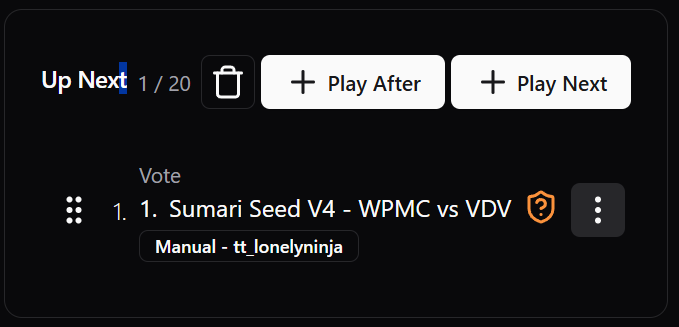 Up Next 1 / 20 Play After Play Next
Vote
1. 1. Sumari Seed V4 - WPMC vs VDV
Manual - tt_lonelyninja